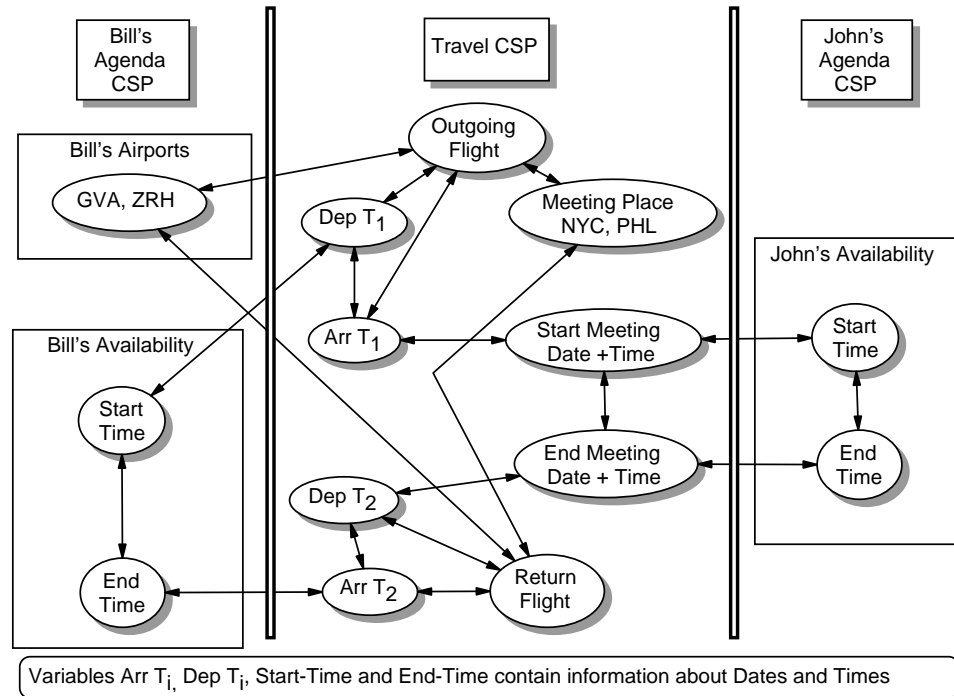 Bill's
Agenda
CSP
Travel CSP
John's
Agenda
CSP
Bill's Airports
GVA, ZRH
Outgoing
Flight
Dep T1
Meeting Place
NYC, PHL
Arr T1
Start Meeting
Date +Time
John's Availability
Start
Time
End
Time
Bill's Availability
Start
Time
End
Time
End Meeting
Date + Time
Dep T2
Arr T2
Return
Flight
Variables Arr Ti, Dep Ti, Start-Time and End-Time contain information about Dates and Times